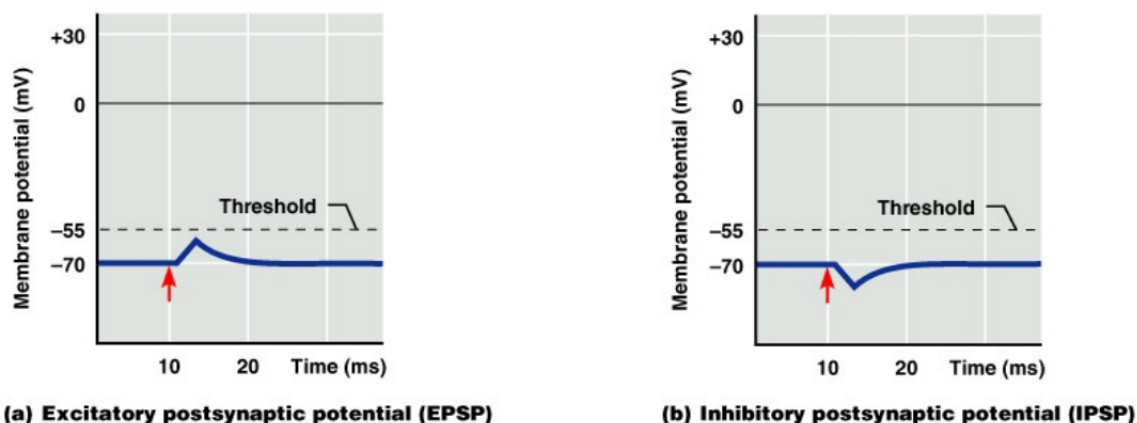 +30
0
Threshold
−55
−70
Membrane potential (mV)
10 20 Time (ms)
(a) Excitatory postsynaptic potential (EPSP)
+30
0
Threshold
−55
−70
Membrane potential (mV)
10 20 Time (ms)
(b) Inhibitory postsynaptic potential (IPSP)